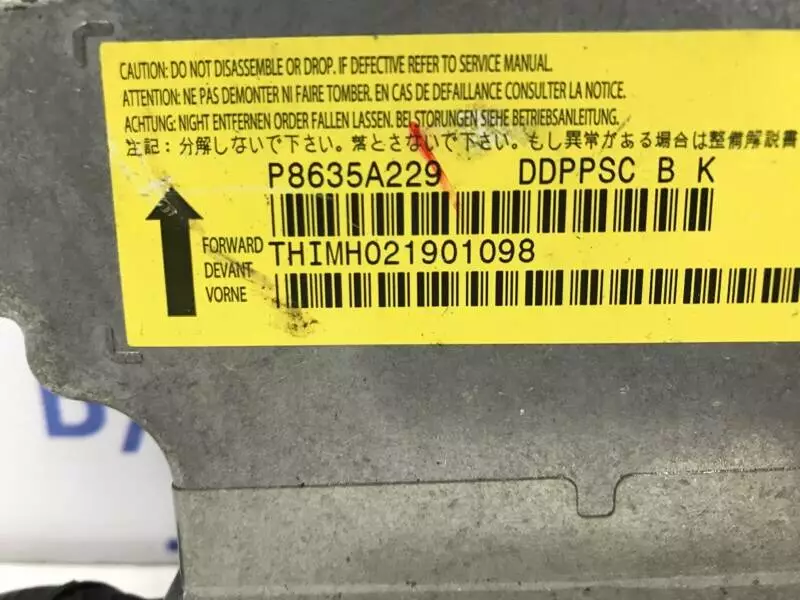 CAUTION: DO NOT DISASSEMBLE OR DROP. IF DEFECTIVE REFER TO SERVICE MANUAL.
ATTENTION: NE PAS DEMONTER NI FAIRE TOMBER. EN CAS DE DEFAILLANCE CONSULTER LA NOTICE.
ACHTUNG: NIGHT ENTFERNEN ORDER FALLEN LASSEN. BEI STORUNGEN SIEHE BETRIEBSANLEITUNG.
注記: 分解しないで下さい。落とさないで下さい。もし異常がある場合は整備解説書
P8635A229 DDPPSC B K
FORWARD THIMH021901098
DEVANT
VORNE